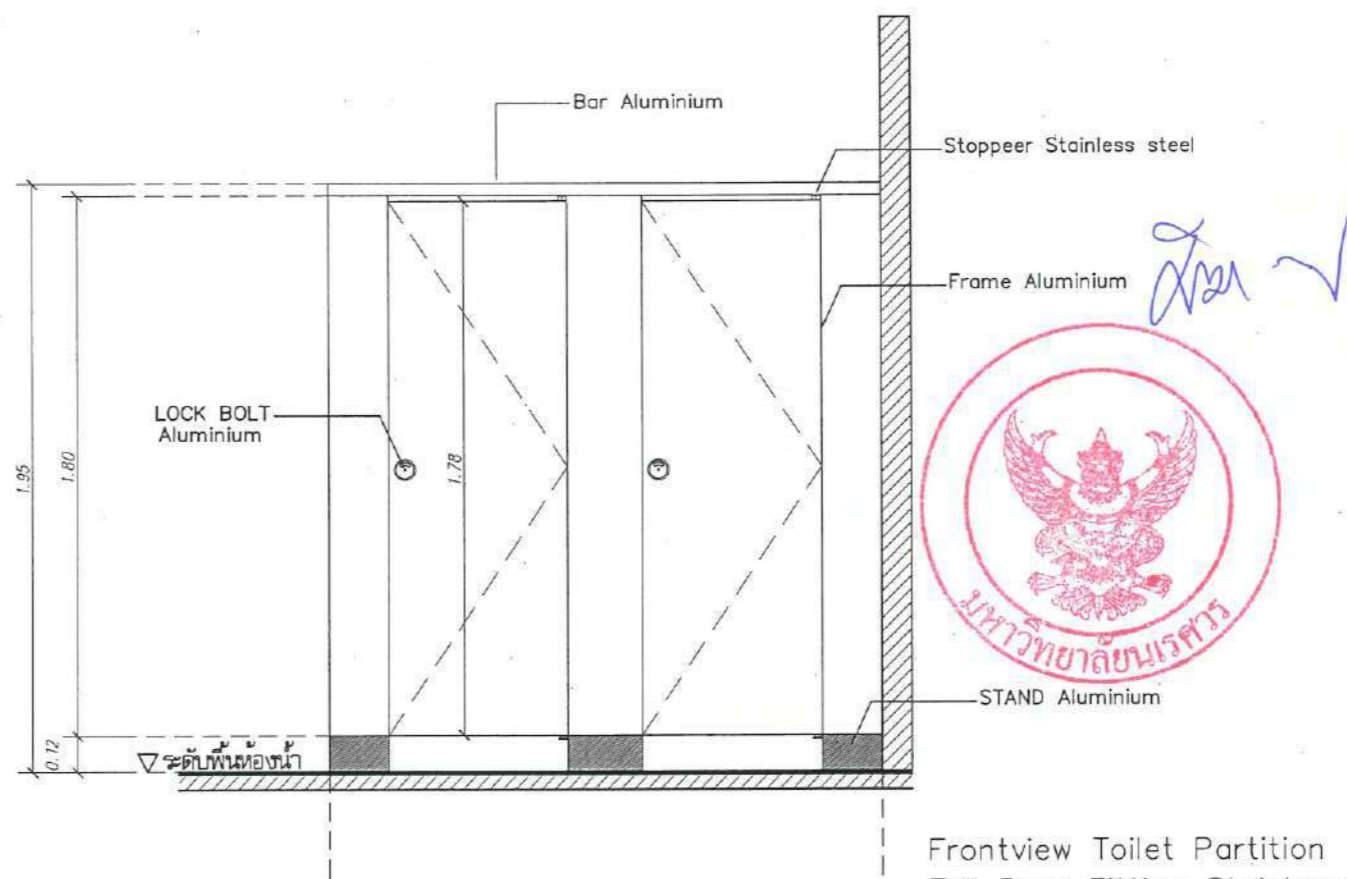 Bar Aluminium
Stoppeer Stainless steel
Frame Aluminium
LOCK BOLT
Aluminium
1.95
1.80
1.78
0.12
มหาวิทยาลัยนเรศวร
STAND Aluminium
ระดับพื้นห้องน้ำ
Frontview Toilet Partition